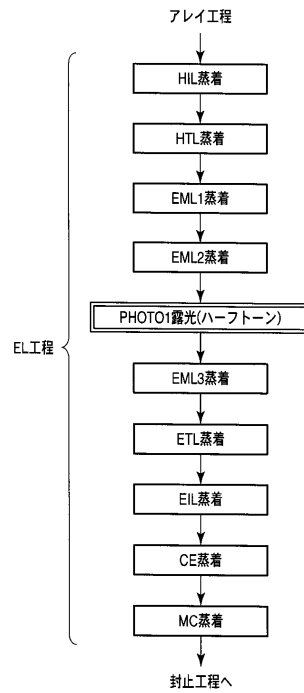 アレイ工程
HIL蒸着
HTL蒸着
EML1蒸着
EML2蒸着
PHOTO1露光(ハーフトーン)
EL工程
EML3蒸着
ETL蒸着
EIL蒸着
CE蒸着
MC蒸着
封止工程へ